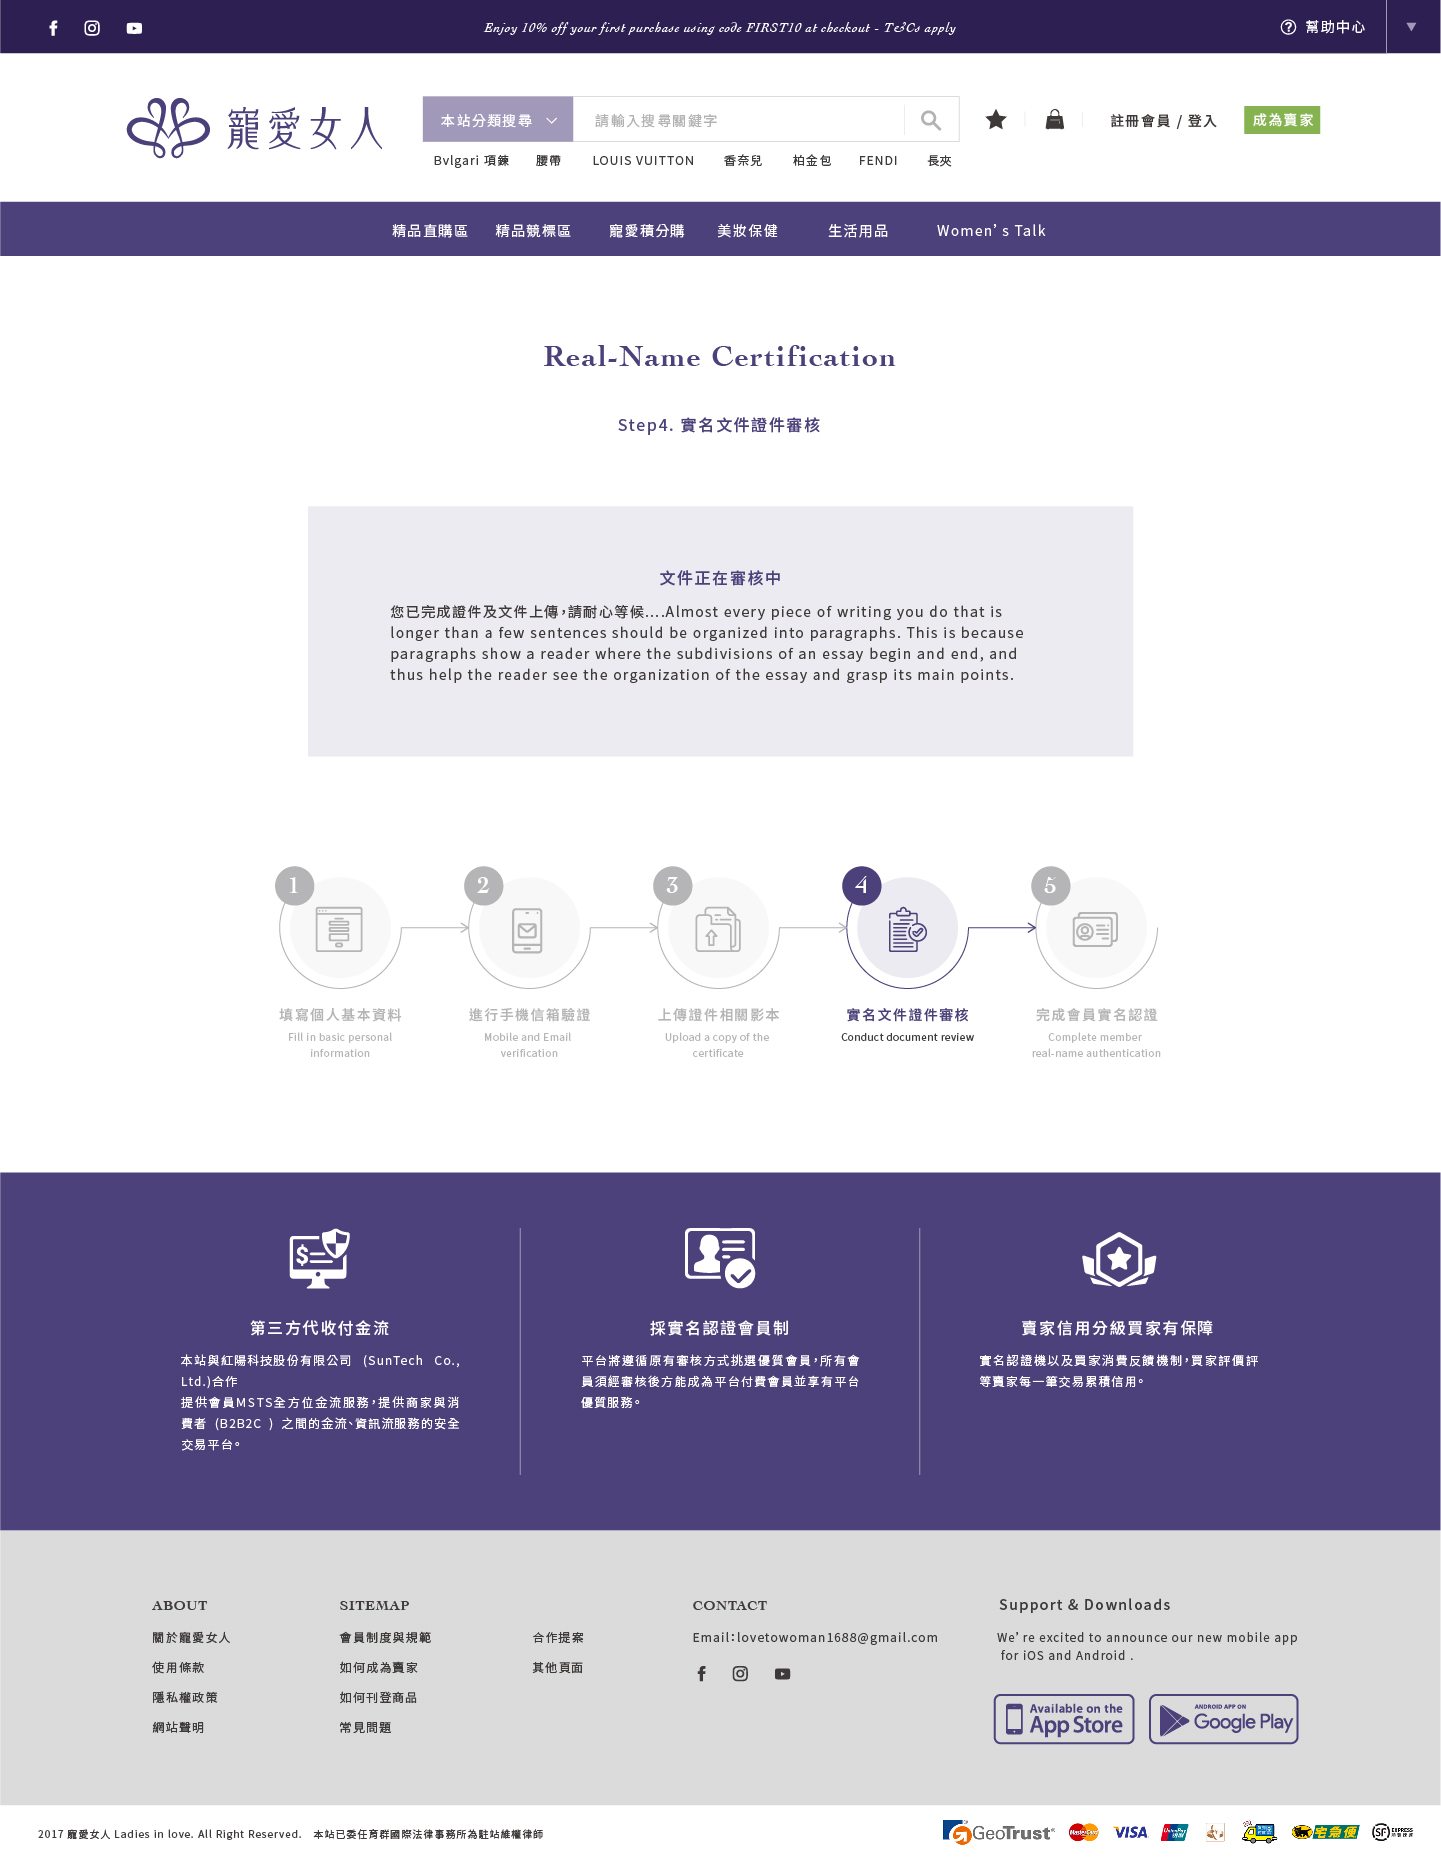 Enjoy 10% off your first purchase using code FIRST10 at checkout - T&Cs apply
幫助中心
寵愛女人
本站分類搜尋
請輸入搜尋關鍵字
註冊會員 / 登入
成為賣家
Bvlgari 項鍊
腰帶
LOUIS VUITTON
香奈兒
柏金包
FENDI
長夾
精品直購區
精品競標區
寵愛積分購
美妝保健
生活用品
Women’s Talk
Real-Name Certification
Step4. 實名文件證件審核
文件正在審核中
您已完成證件及文件上傳，請耐心等候....Almost every piece of writing you do that is
longer than a few sentences should be organized into paragraphs. This is because
paragraphs show a reader where the subdivisions of an essay begin and end, and
thus help the reader see the organization of the essay and grasp its main points.
1
2
3
4
5
填寫個人基本資料
Fill in basic personal
information
進行手機信箱驗證
Mobile and Email
verification
上傳證件相關影本
Upload a copy of the
certificate
實名文件證件審核
Conduct document review
完成會員實名認證
Complete member
real-name authentication
第三方代收付金流
本站與紅陽科技股份有限公司 (SunTech Co.,
Ltd.)合作
提供會員MSTS全方位金流服務，提供商家與消
費者 (B2B2C ) 之間的金流、資訊流服務的安全
交易平台。
採實名認證會員制
平台將遵循原有審核方式挑選優質會員，所有會
員須經審核後方能成為平台付費會員並享有平台
優質服務。
賣家信用分級買家有保障
實名認證機以及買家消費反饋機制，買家評價評
等賣家每一筆交易累積信用。
ABOUT
關於寵愛女人
使用條款
隱私權政策
網站聲明
SITEMAP
會員制度與規範
如何成為賣家
如何刊登商品
常見問題
合作提案
其他頁面
CONTACT
Email：lovetowoman1688@gmail.com
Support & Downloads
We’re excited to announce our new mobile app
for iOS and Android .
Available on the
App Store
ANDROID APP ON
Google Play
2017 寵愛女人 Ladies in love. All Right Reserved. 本站已委任育群國際法律事務所為駐站維權律師
GeoTrust
MasterCard
VISA
UnionPay
宅急便
SF EXPRESS